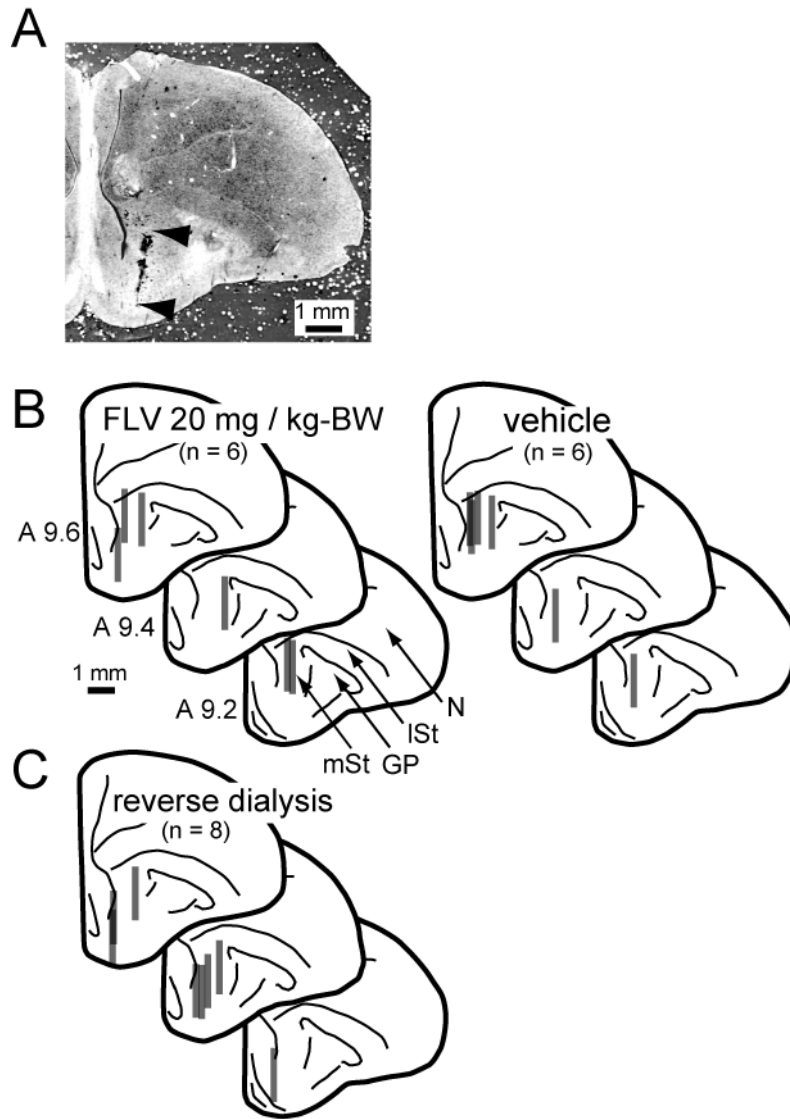 A
1 mm
B
FLV 20 mg / kg-BW
(n = 6)
vehicle
(n = 6)
A 9.6
A 9.4
1 mm
A 9.2
N
lSt
mSt GP
C
reverse dialysis
(n = 8)